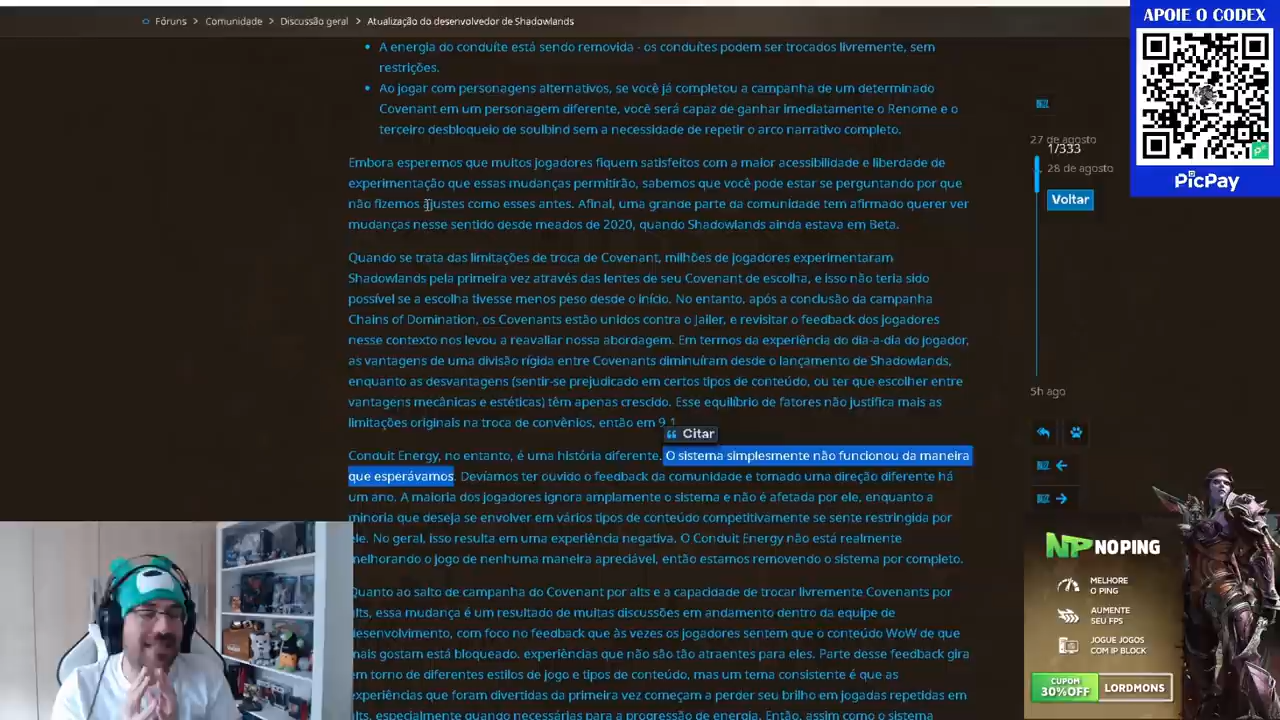 Fóruns > Comunidade > Discussão geral > Atualização do desenvolvedor de Shadowlands
APOIE O CODEX
PicPay
• A energia do conduíte está sendo removida - os conduítes podem ser trocados livremente, sem
restrições.
• Ao jogar com personagens alternativos, se você já completou a campanha de um determinado
Covenant em um personagem diferente, você será capaz de ganhar imediatamente o Renome e o
terceiro desbloqueio de soulbind sem a necessidade de repetir o arco narrativo completo.
Embora esperemos que muitos jogadores fiquem satisfeitos com a maior acessibilidade e liberdade de
experimentação que essas mudanças permitirão, sabemos que você pode estar se perguntando por que
não fizemos ajustes como esses antes. Afinal, uma grande parte da comunidade tem afirmado querer ver
mudanças nesse sentido desde meados de 2020, quando Shadowlands ainda estava em Beta.
Quando se trata das limitações de troca de Covenant, milhões de jogadores experimentaram
Shadowlands pela primeira vez através das lentes de seu Covenant de escolha, e isso não teria sido
possível se a escolha tivesse menos peso desde o início. No entanto, após a conclusão da campanha
Chains of Domination, os Covenants estão unidos contra o Jailer, e revisitar o feedback dos jogadores
nesse contexto nos levou a reavaliar nossa abordagem. Em termos da experiência do dia-a-dia do jogador,
as vantagens de uma divisão rígida entre Covenants diminuíram desde o lançamento de Shadowlands,
enquanto as desvantagens (sentir-se prejudicado em certos tipos de conteúdo, ou ter que escolher entre
vantagens mecânicas e estéticas) têm apenas crescido. Esse equilíbrio de fatores não justifica mais as
limitações originais na troca de convênios, então em 9.1
Citar
Conduit Energy, no entanto, é uma história diferente. O sistema simplesmente não funcionou da maneira
que esperávamos. Devíamos ter ouvido o feedback da comunidade e tomado uma direção diferente há
um ano. A maioria dos jogadores ignora amplamente o sistema e não é afetada por ele, enquanto a
minoria que deseja se envolver em vários tipos de conteúdo competitivamente se sente restringida por
ele. No geral, isso resulta em uma experiência negativa. O Conduit Energy não está realmente
melhorando o jogo de nenhuma maneira apreciável, então estamos removendo o sistema por completo.
Quanto ao salto de campanha do Covenant por alts e a capacidade de trocar livremente Covenants por
alts, essa mudança é um resultado de muitas discussões em andamento dentro da equipe de
desenvolvimento, com foco no feedback que às vezes os jogadores sentem que o conteúdo WoW de que
mais gostam está bloqueado. experiências que não são tão atraentes para eles. Parte desse feedback gira
em torno de diferentes estilos de jogo e tipos de conteúdo, mas um tema consistente é que as
experiências que foram divertidas da primeira vez começam a perder seu brilho em jogadas repetidas em
alts, especialmente quando necessárias para a progressão de energia. Então, assim como o sistema
27 de agosto
1/333
28 de agosto
Voltar
5h ago
NP NOPING
MELHORE
O PING
AUMENTE
SEU FPS
JOGUE JOGOS
COM IP BLOCK
CUPOM
30%OFF
LORDMONS